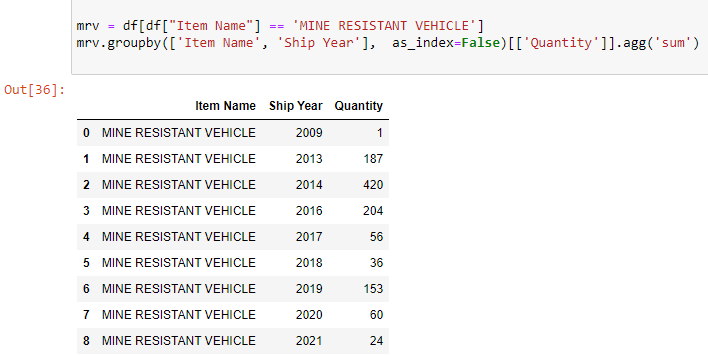 mrv = df[df["Item Name"] == 'MINE RESISTANT VEHICLE']
mrv.groupby(['Item Name', 'Ship Year'],  as_index=False)[['Quantity']].agg('sum')
Out[36]:
Item Name Ship Year Quantity
0 MINE RESISTANT VEHICLE 2009 1
1 MINE RESISTANT VEHICLE 2013 187
2 MINE RESISTANT VEHICLE 2014 420
3 MINE RESISTANT VEHICLE 2016 204
4 MINE RESISTANT VEHICLE 2017 56
5 MINE RESISTANT VEHICLE 2018 36
6 MINE RESISTANT VEHICLE 2019 153
7 MINE RESISTANT VEHICLE 2020 60
8 MINE RESISTANT VEHICLE 2021 24